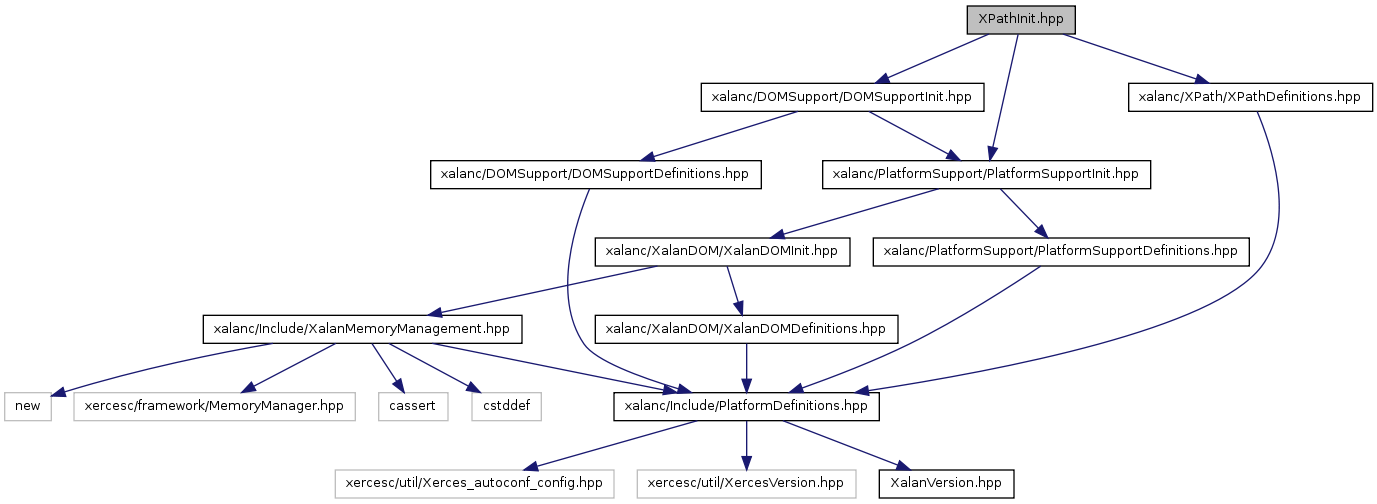 XPathInit.hpp
xalanc/DOMSupport/DOMSupportInit.hpp
xalanc/XPath/XPathDefinitions.hpp
xalanc/DOMSupport/DOMSupportDefinitions.hpp
xalanc/PlatformSupport/PlatformSupportInit.hpp
xalanc/XalanDOM/XalanDOMInit.hpp
xalanc/PlatformSupport/PlatformSupportDefinitions.hpp
xalanc/Include/XalanMemoryManagement.hpp
xalanc/XalanDOM/XalanDOMDefinitions.hpp
new
xercesc/framework/MemoryManager.hpp
cassert
cstddef
xalanc/Include/PlatformDefinitions.hpp
xercesc/util/Xerces_autoconf_config.hpp
xercesc/util/XercesVersion.hpp
XalanVersion.hpp